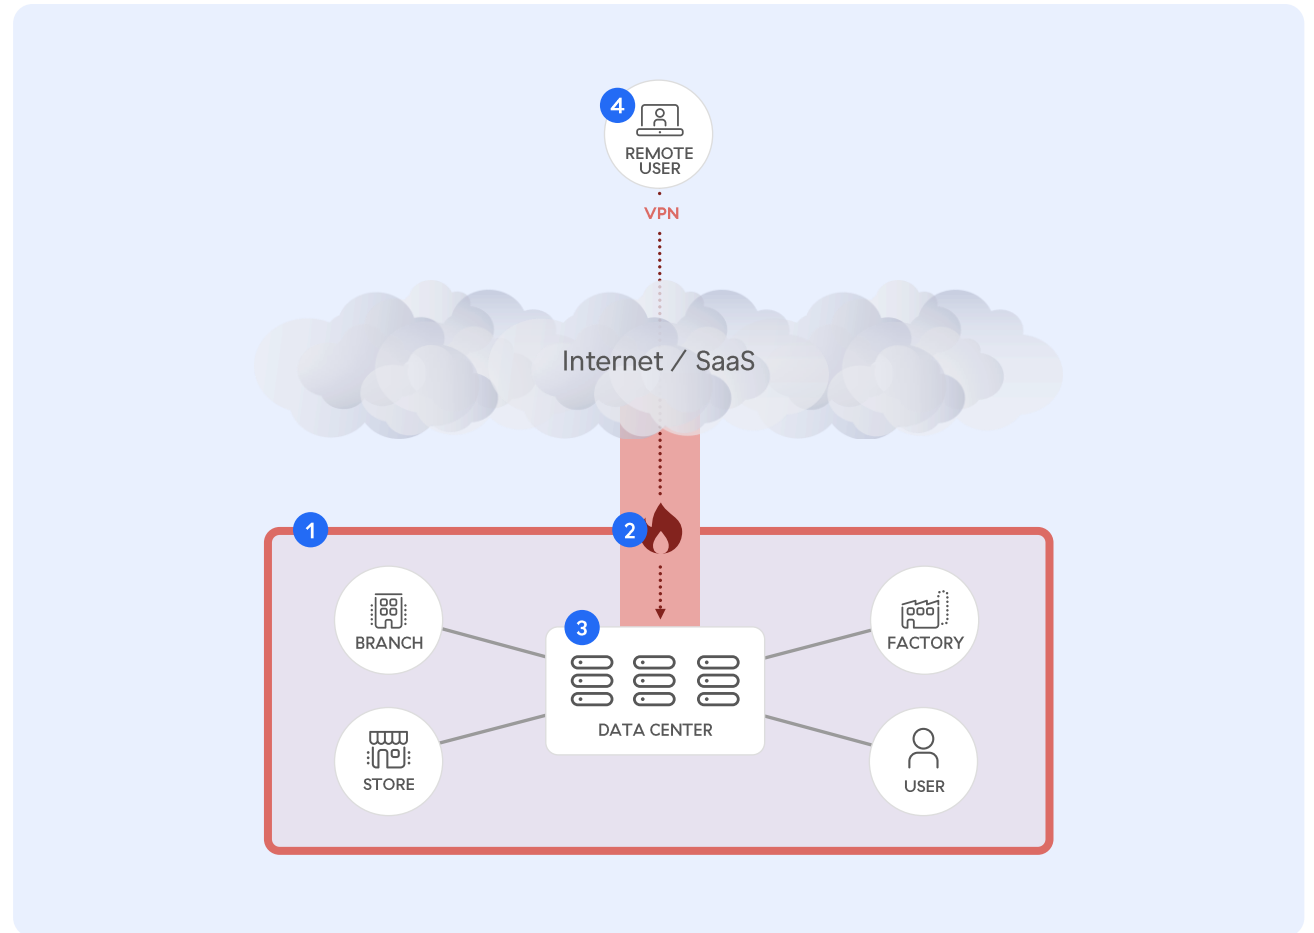 4
REMOTE
USER
VPN
Internet / SaaS
1
2
3
BRANCH
FACTORY
DATA CENTER
STORE
USER